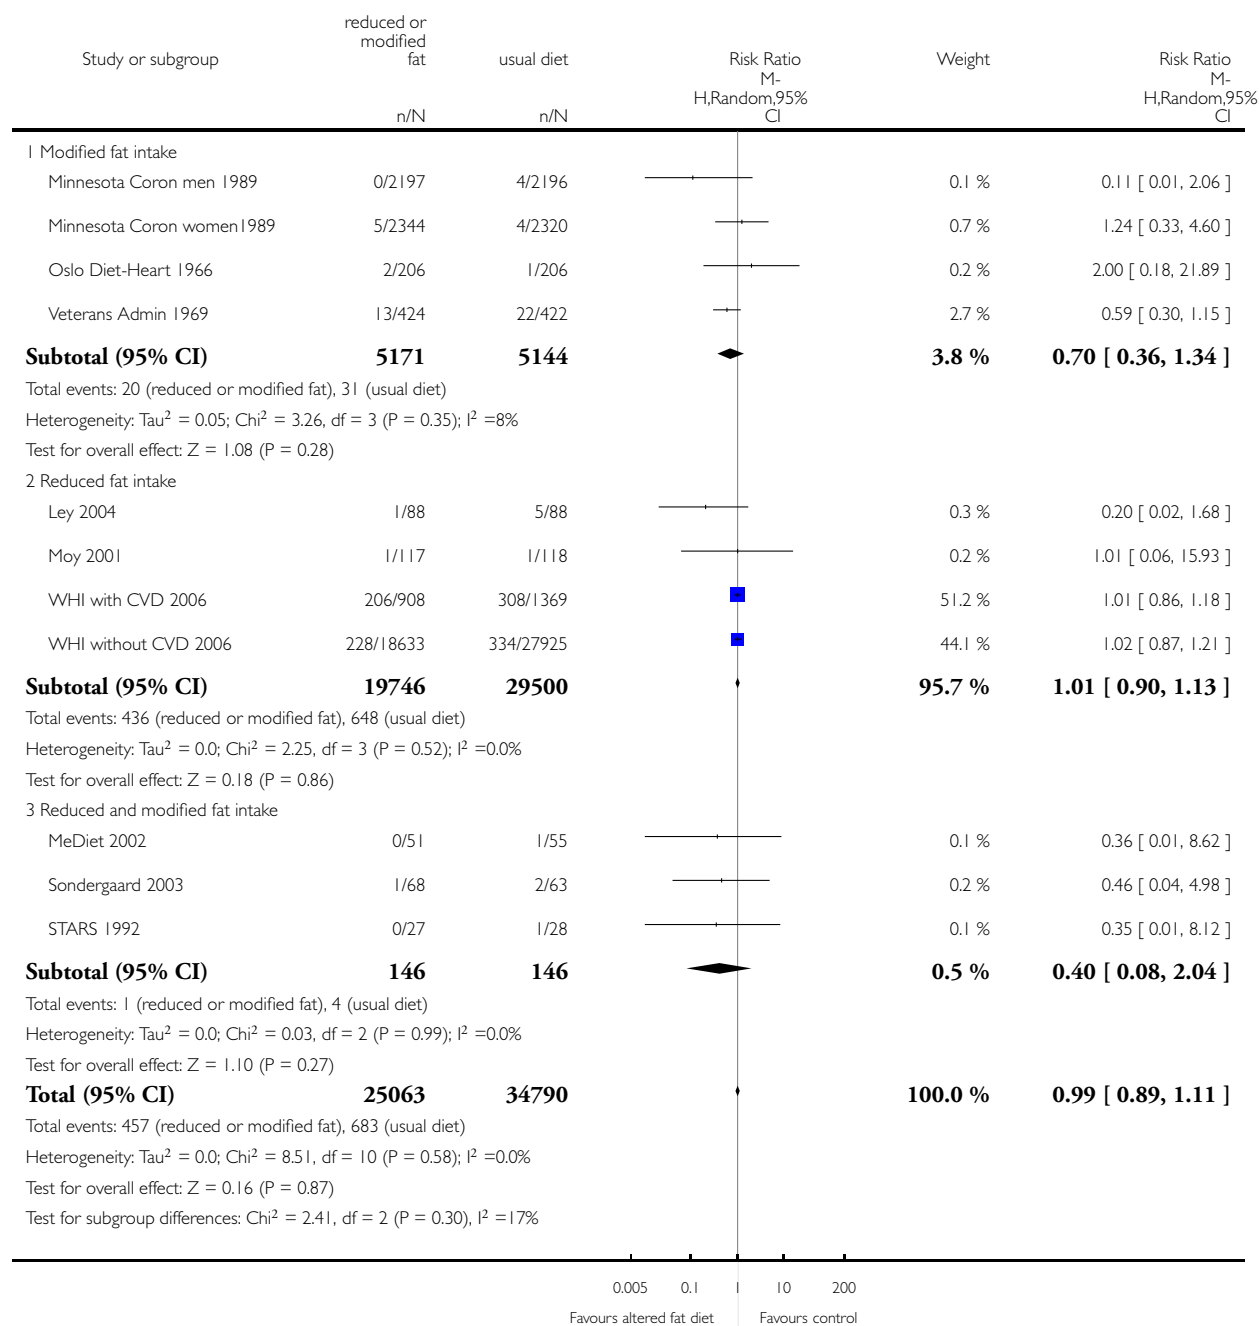 reduced or
modified
Study or subgroup fat usual diet Risk Ratio Weight Risk Ratio
M- M-
H,Random,95% H,Random,95%
n/N n/N CI CI
1 Modified fat intake
Minnesota Coron men 1989 0/2197 4/2196 0.1 % 0.11 [ 0.01, 2.06 ]
Minnesota Coron women1989 5/2344 4/2320 0.7 % 1.24 [ 0.33, 4.60 ]
Oslo Diet-Heart 1966 2/206 1/206 0.2 % 2.00 [ 0.18, 21.89 ]
Veterans Admin 1969 13/424 22/422 2.7 % 0.59 [ 0.30, 1.15 ]
Subtotal (95% CI) 5171 5144 3.8 % 0.70 [ 0.36, 1.34 ]
Total events: 20 (reduced or modified fat), 31 (usual diet)
Heterogeneity: Tau² = 0.05; Chi² = 3.26, df = 3 (P = 0.35); I² =8%
Test for overall effect: Z = 1.08 (P = 0.28)
2 Reduced fat intake
Ley 2004 1/88 5/88 0.3 % 0.20 [ 0.02, 1.68 ]
Moy 2001 1/117 1/118 0.2 % 1.01 [ 0.06, 15.93 ]
WHI with CVD 2006 206/908 308/1369 51.2 % 1.01 [ 0.86, 1.18 ]
WHI without CVD 2006 228/18633 334/27925 44.1 % 1.02 [ 0.87, 1.21 ]
Subtotal (95% CI) 19746 29500 95.7 % 1.01 [ 0.90, 1.13 ]
Total events: 436 (reduced or modified fat), 648 (usual diet)
Heterogeneity: Tau² = 0.0; Chi² = 2.25, df = 3 (P = 0.52); I² =0.0%
Test for overall effect: Z = 0.18 (P = 0.86)
3 Reduced and modified fat intake
MeDiet 2002 0/51 1/55 0.1 % 0.36 [ 0.01, 8.62 ]
Sondergaard 2003 1/68 2/63 0.2 % 0.46 [ 0.04, 4.98 ]
STARS 1992 0/27 1/28 0.1 % 0.35 [ 0.01, 8.12 ]
Subtotal (95% CI) 146 146 0.5 % 0.40 [ 0.08, 2.04 ]
Total events: 1 (reduced or modified fat), 4 (usual diet)
Heterogeneity: Tau² = 0.0; Chi² = 0.03, df = 2 (P = 0.99); I² =0.0%
Test for overall effect: Z = 1.10 (P = 0.27)
Total (95% CI) 25063 34790 100.0 % 0.99 [ 0.89, 1.11 ]
Total events: 457 (reduced or modified fat), 683 (usual diet)
Heterogeneity: Tau² = 0.0; Chi² = 8.51, df = 10 (P = 0.58); I² =0.0%
Test for overall effect: Z = 0.16 (P = 0.87)
Test for subgroup differences: Chi² = 2.41, df = 2 (P = 0.30), I² =17%
0.005 0.1 1 10 200
Favours altered fat diet Favours control